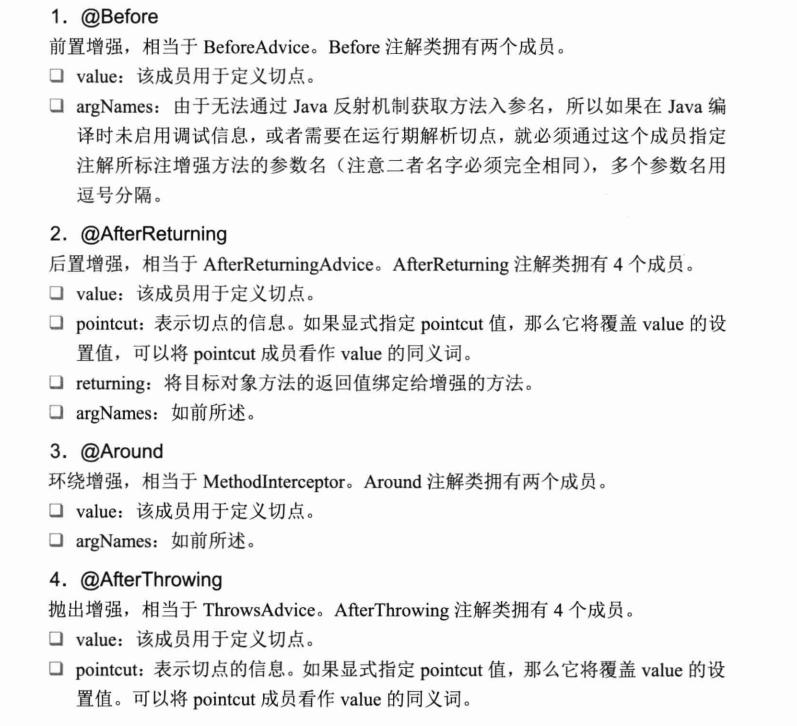 1．@Before
前置增强，相当于 BeforeAdvice。Before 注解类拥有两个成员。
❑ value：该成员用于定义切点。
❑ argNames：由于无法通过 Java 反射机制获取方法入参名，所以如果在 Java 编
译时未启用调试信息，或者需要在运行期解析切点，就必须通过这个成员指定
注解所标注增强方法的参数名（注意二者名字必须完全相同），多个参数名用
逗号分隔。
2．@AfterReturning
后置增强，相当于 AfterReturningAdvice。AfterReturning 注解类拥有 4 个成员。
❑ value：该成员用于定义切点。
❑ pointcut：表示切点的信息。如果显式指定 pointcut 值，那么它将覆盖 value 的设
置值，可以将 pointcut 成员看作 value 的同义词。
❑ returning：将目标对象方法的返回值绑定给增强的方法。
❑ argNames：如前所述。
3．@Around
环绕增强，相当于 MethodInterceptor。Around 注解类拥有两个成员。
❑ value：该成员用于定义切点。
❑ argNames：如前所述。
4．@AfterThrowing
抛出增强，相当于 ThrowsAdvice。AfterThrowing 注解类拥有 4 个成员。
❑ value：该成员用于定义切点。
❑ pointcut：表示切点的信息。如果显式指定 pointcut 值，那么它将覆盖 value 的设
置值。可以将 pointcut 成员看作 value 的同义词。